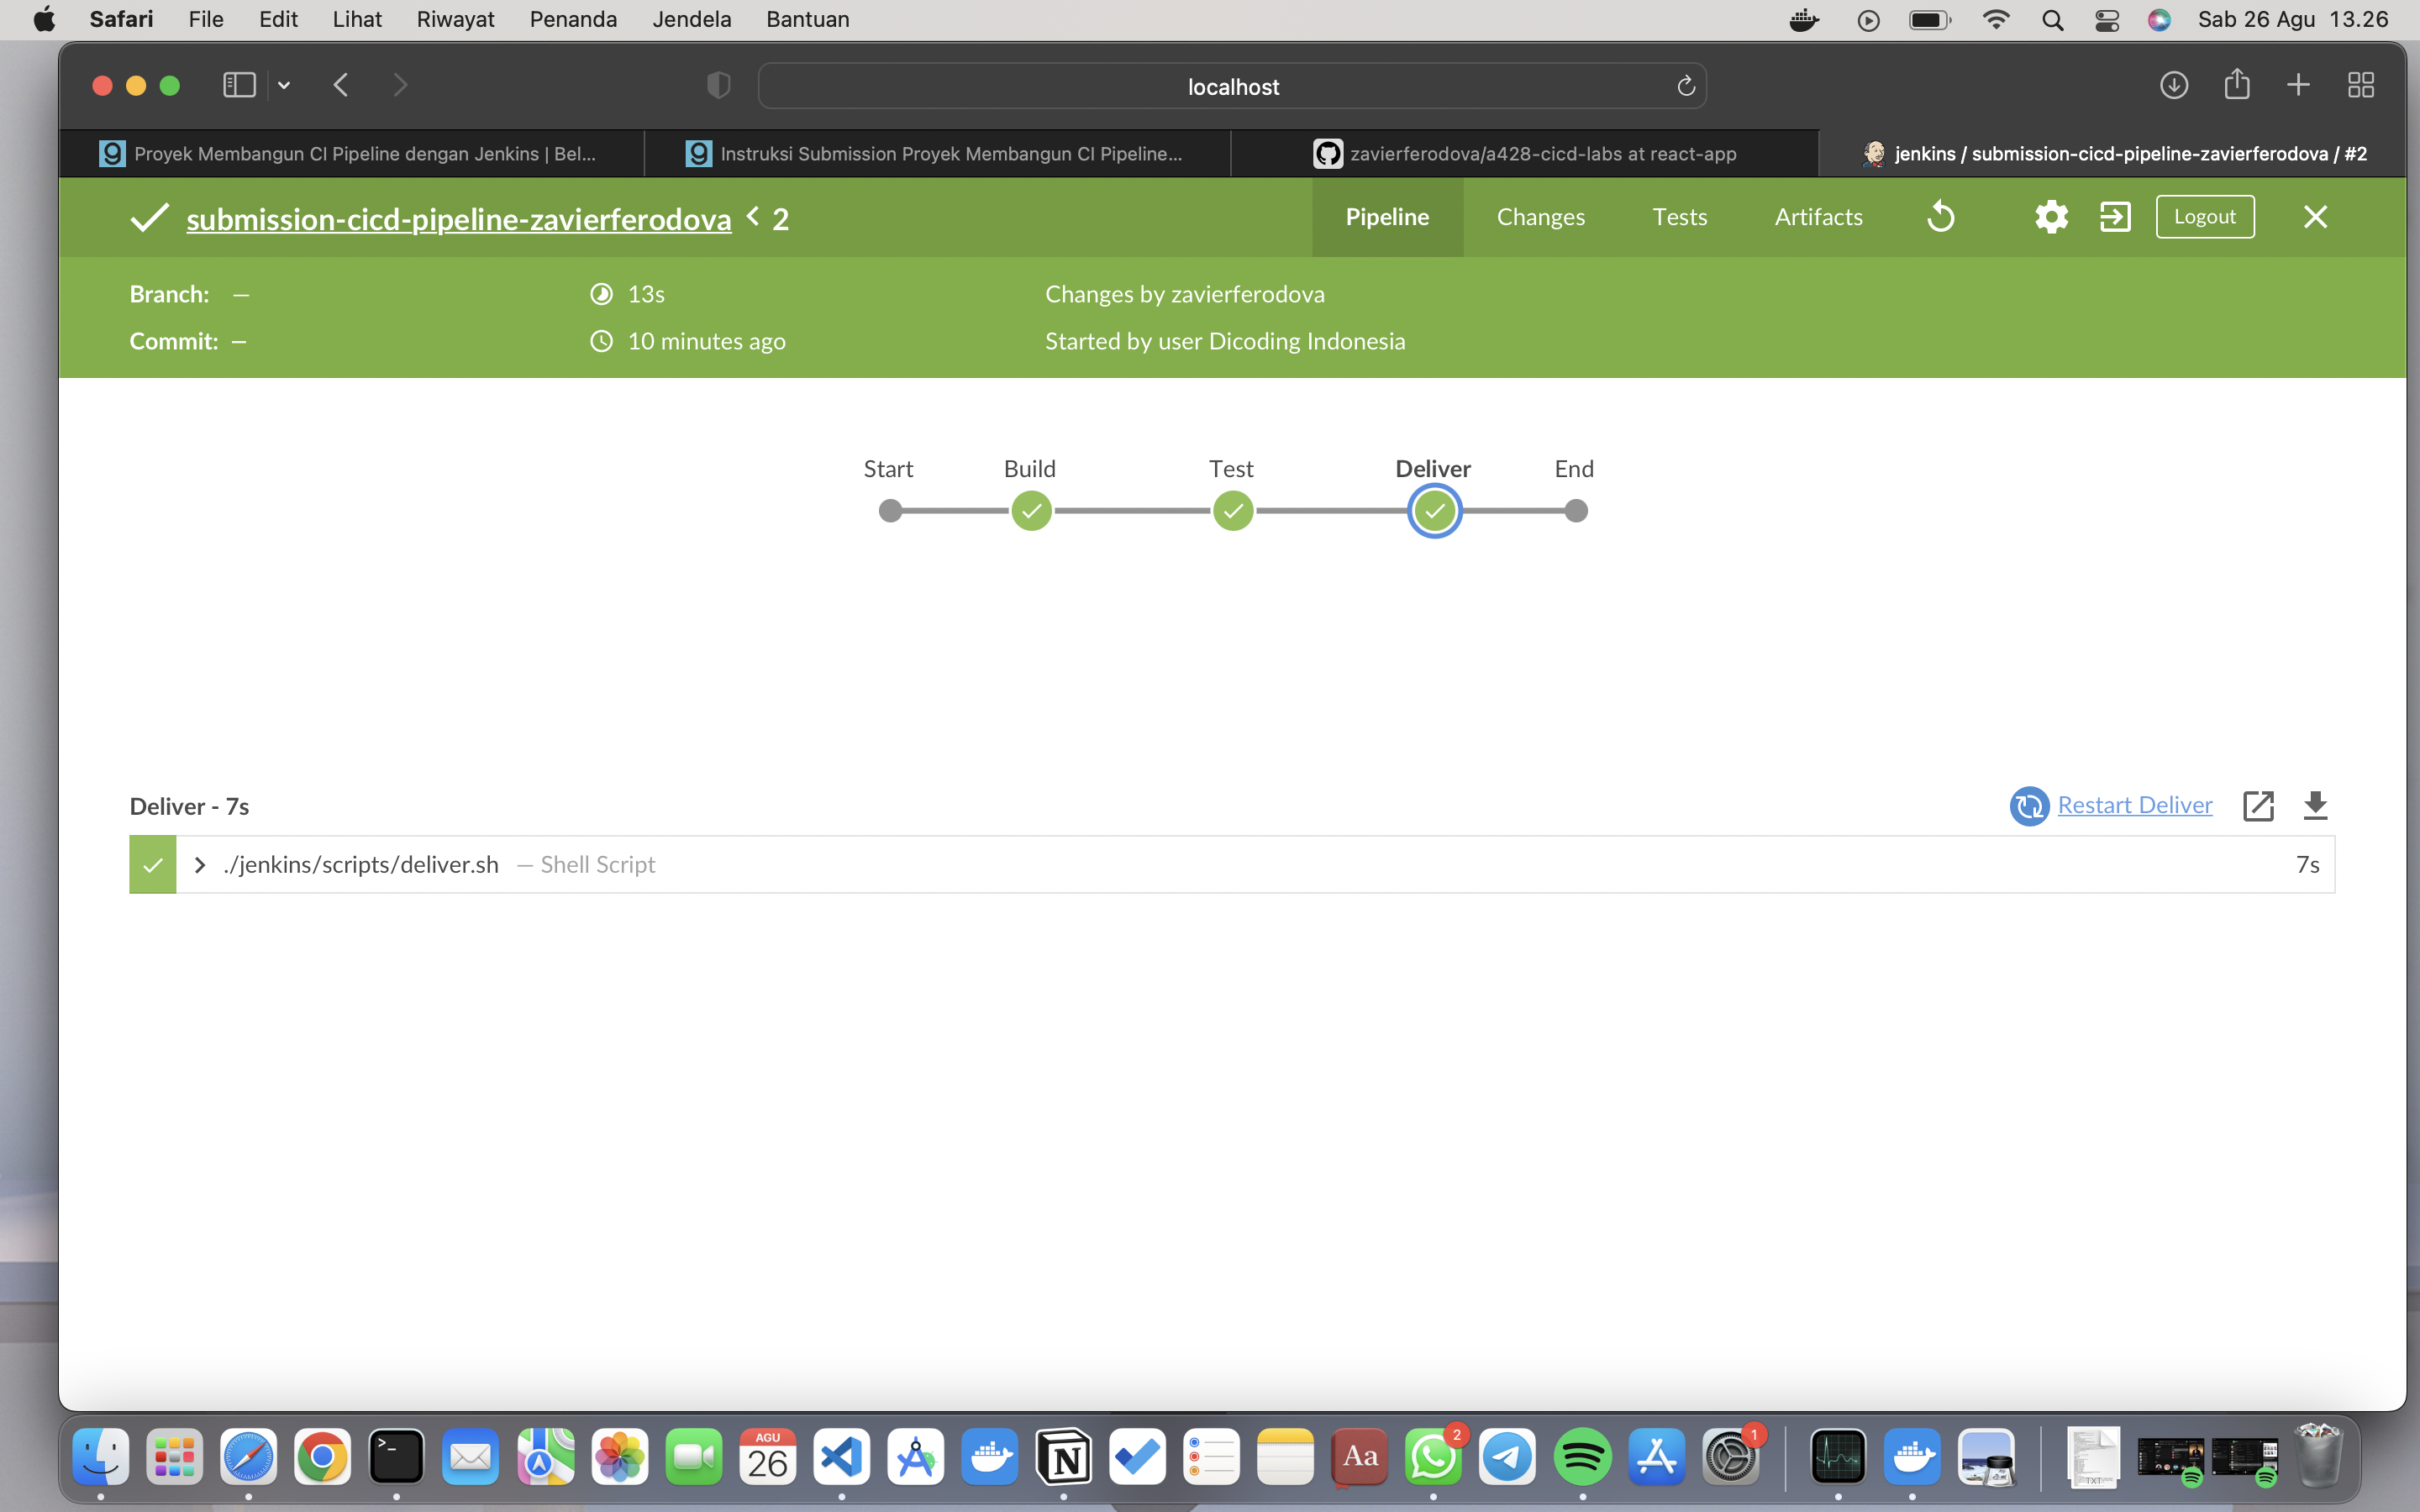 Safari File Edit Lihat Riwayat Penanda Jendela Bantuan Sab 26 Agu 13.26
localhost
Proyek Membangun CI Pipeline dengan Jenkins | Bel...
Instruksi Submission Proyek Membangun CI Pipeline...
zavierferodova/a428-cicd-labs at react-app
jenkins / submission-cicd-pipeline-zavierferodova / #2
submission-cicd-pipeline-zavierferodova < 2
Pipeline Changes Tests Artifacts Logout
Branch: — 13s Changes by zavierferodova
Commit: — 10 minutes ago Started by user Dicoding Indonesia
Start Build Test Deliver End
Deliver - 7s Restart Deliver
./jenkins/scripts/deliver.sh — Shell Script 7s
AGU
26
Aa
2
1
TXT